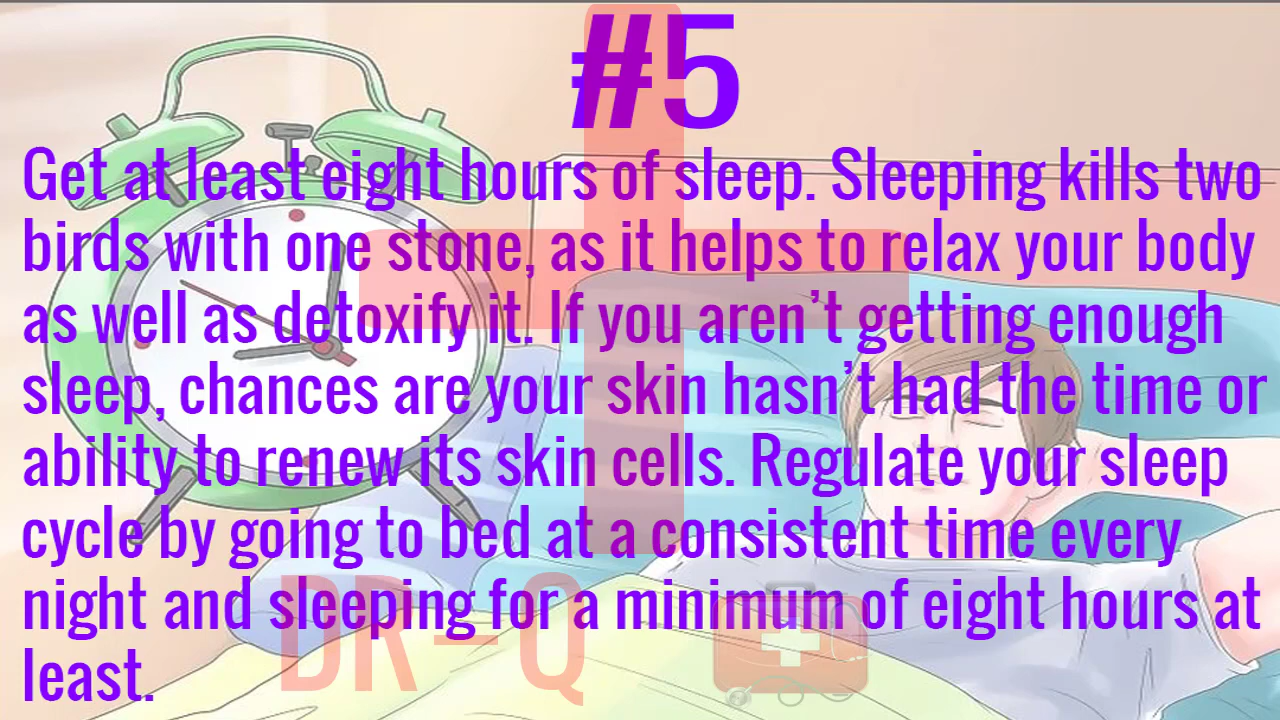 #5
Get at least eight hours of sleep. Sleeping kills two
birds with one stone, as it helps to relax your body
as well as detoxify it. If you aren’t getting enough
sleep, chances are your skin hasn’t had the time or
ability to renew its skin cells. Regulate your sleep
cycle by going to bed at a consistent time every
night and sleeping for a minimum of eight hours at
least.
DR-Q